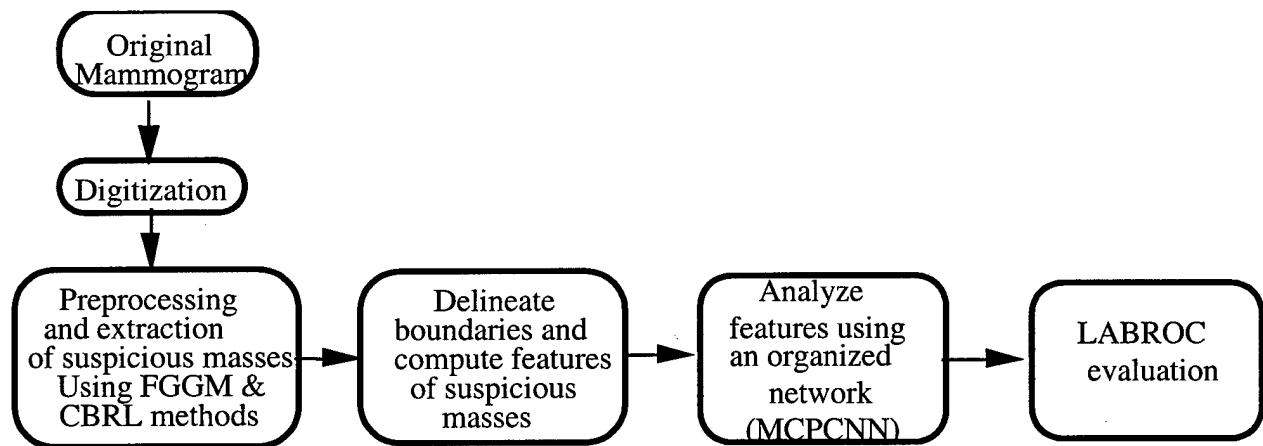 Original
Mammogram
Digitization
Preprocessing
and extraction
of suspicious masses
Using FGGM &
CBRL methods
Delineate
boundaries and
compute features
of suspicious
masses
Analyze
features using
an organized
network
(MCPCNN)
LABROC
evaluation